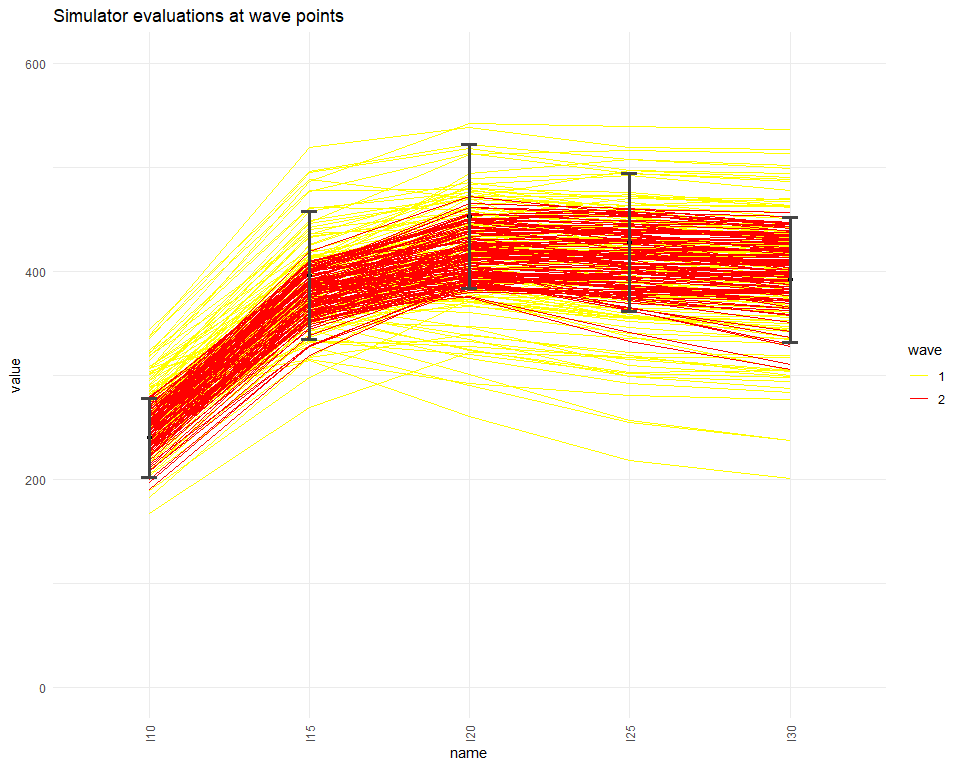 Simulator evaluations at wave points
value
600
400
200
0
I10
I15
I20
I25
I30
name
wave
1
2